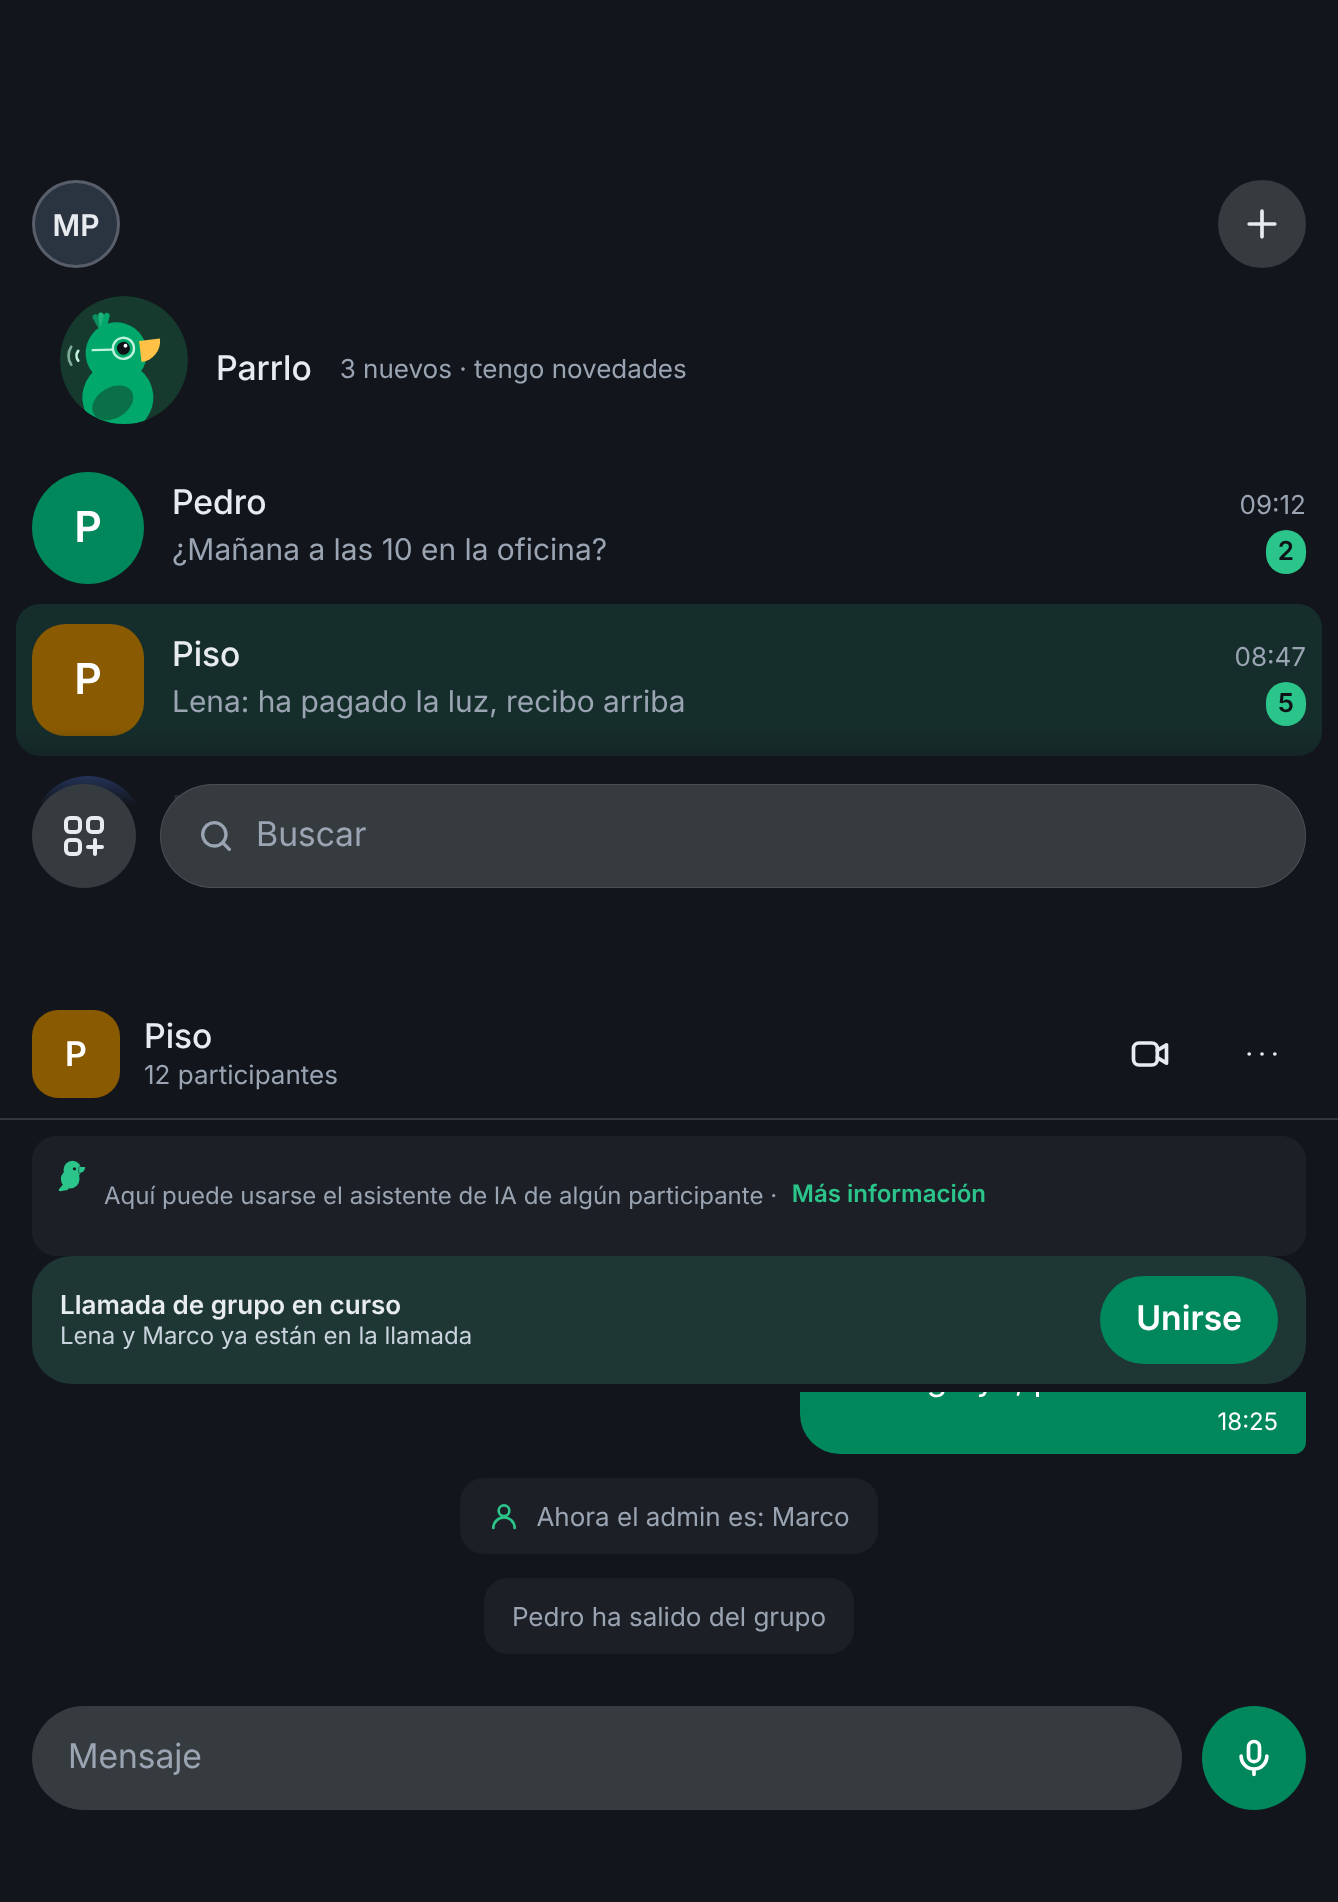 MP
Parrlo 3 nuevos · tengo novedades
P
Pedro
09:12
¿Mañana a las 10 en la oficina?
2
P
Piso
08:47
Lena: ha pagado la luz, recibo arriba
5
Buscar
P
Piso
12 participantes
Aquí puede usarse el asistente de IA de algún participante · Más información
Llamada de grupo en curso
Lena y Marco ya están en la llamada
Unirse
18:25
Ahora el admin es: Marco
Pedro ha salido del grupo
Mensaje